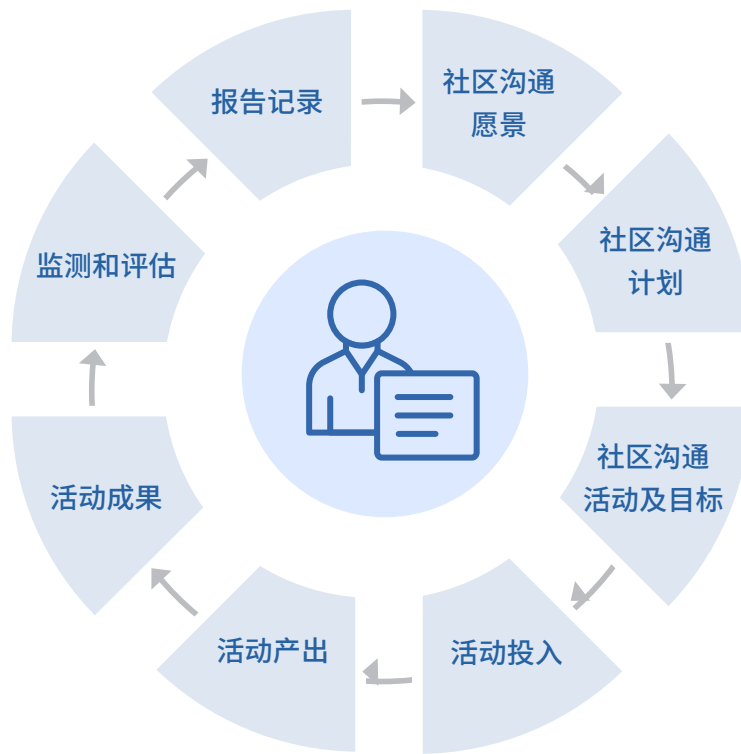 社区沟通
愿景
社区沟通
计划
社区沟通
活动及目标
活动投入
活动产出
活动成果
监测和评估
报告记录